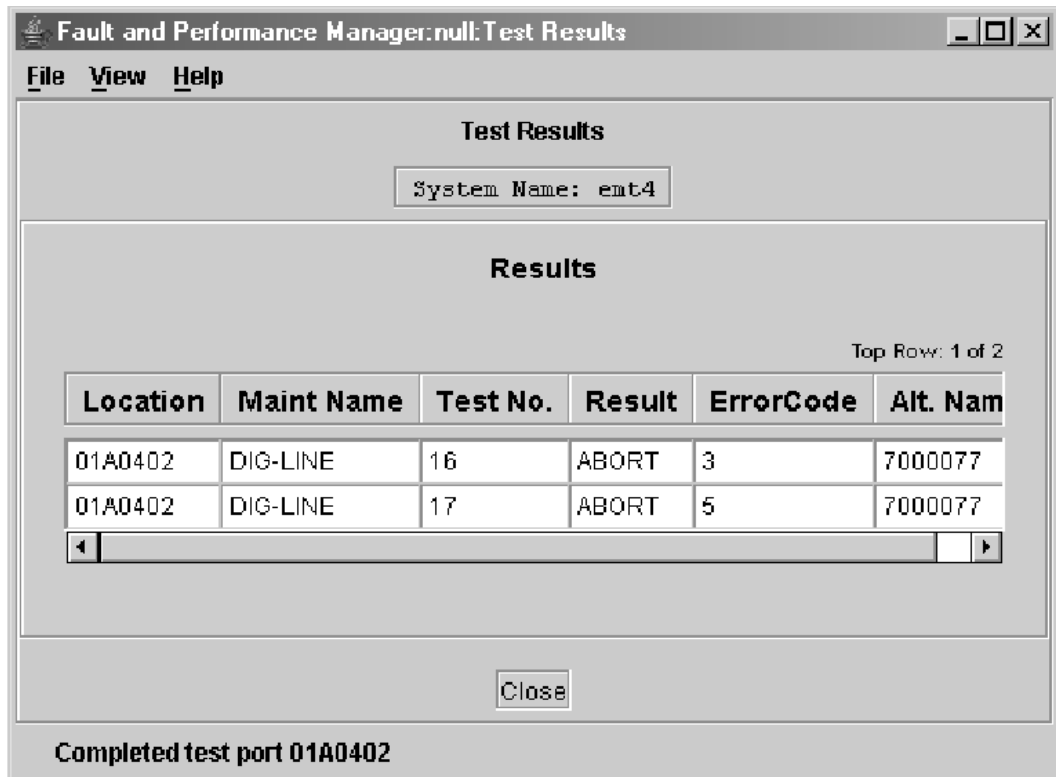 Fault and Performance Manager:null:Test Results
File View Help
Test Results
System Name: emt4
Results
Top Row: 1 of 2
Location Maint Name Test No. Result ErrorCode Alt. Nam
01A0402 DIG-LINE 16 ABORT 3 7000077
01A0402 DIG-LINE 17 ABORT 5 7000077
Close
Completed test port 01A0402